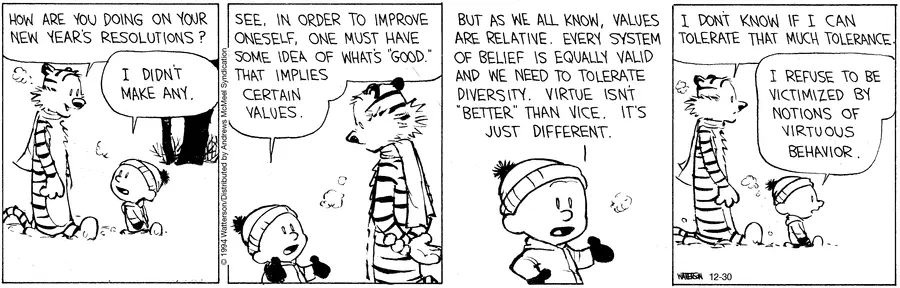 HOW ARE YOU DOING ON YOUR
NEW YEAR'S RESOLUTIONS?
I DIDN'T
MAKE ANY.
© 1994 Watterson/Distributed by Andrews McMeel Syndication
SEE, IN ORDER TO IMPROVE
ONESELF, ONE MUST HAVE
SOME IDEA OF WHAT'S "GOOD."
THAT IMPLIES
CERTAIN
VALUES.
BUT AS WE ALL KNOW, VALUES
ARE RELATIVE. EVERY SYSTEM
OF BELIEF IS EQUALLY VALID
AND WE NEED TO TOLERATE
DIVERSITY. VIRTUE ISN'T
"BETTER" THAN VICE. IT'S
JUST DIFFERENT.
I DON'T KNOW IF I CAN
TOLERATE THAT MUCH TOLERANCE.
I REFUSE TO BE
VICTIMIZED BY
NOTIONS OF
VIRTUOUS
BEHAVIOR.
WATTERSON 12-30